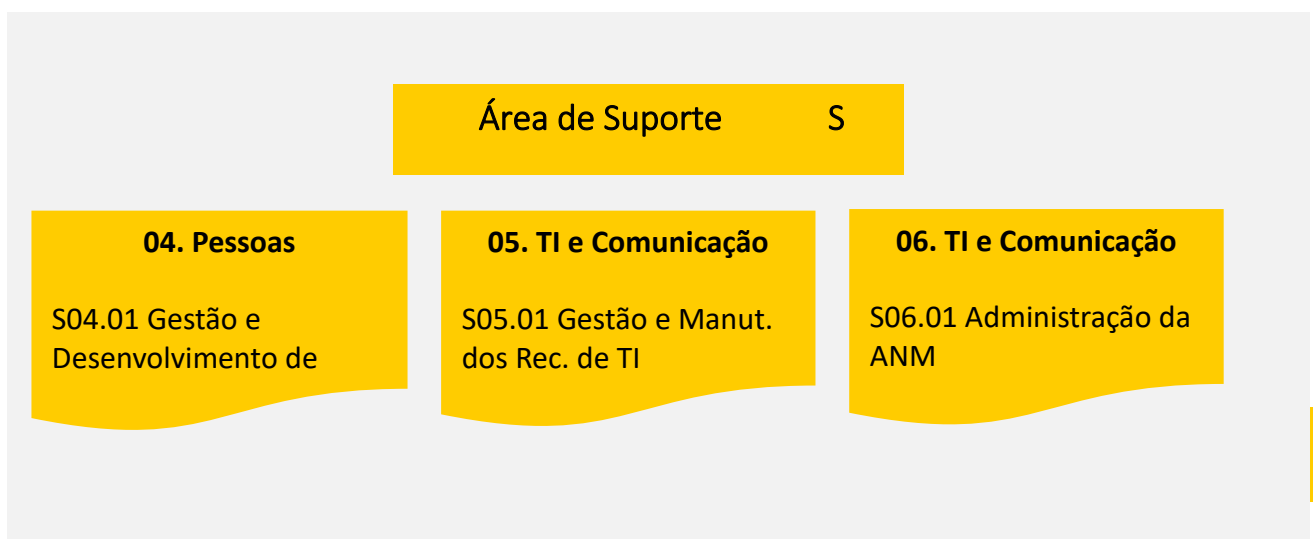 Área de Suporte S
04. Pessoas
S04.01 Gestão e
Desenvolvimento de
05. TI e Comunicação
S05.01 Gestão e Manut.
dos Rec. de TI
06. TI e Comunicação
S06.01 Administração da
ANM